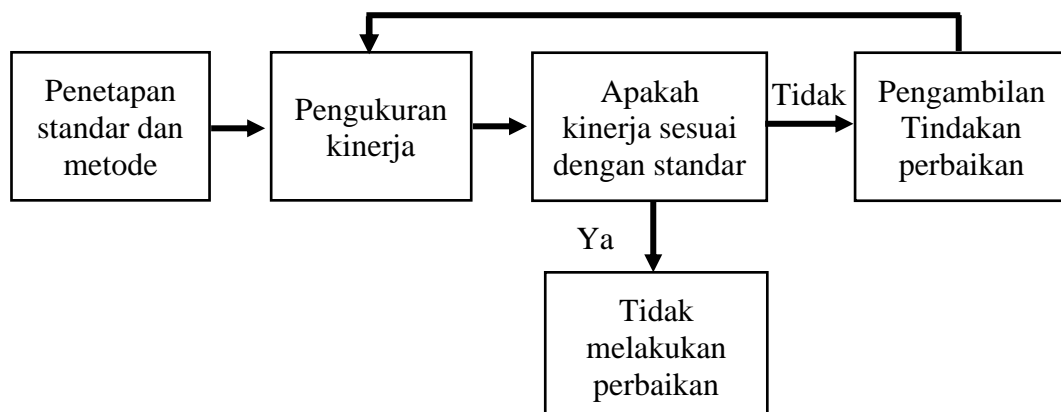 Penetapan
standar dan
metode
Pengukuran
kinerja
Apakah
kinerja sesuai
dengan standar
Tidak
Pengambilan
Tindakan
perbaikan
Ya
Tidak
melakukan
perbaikan